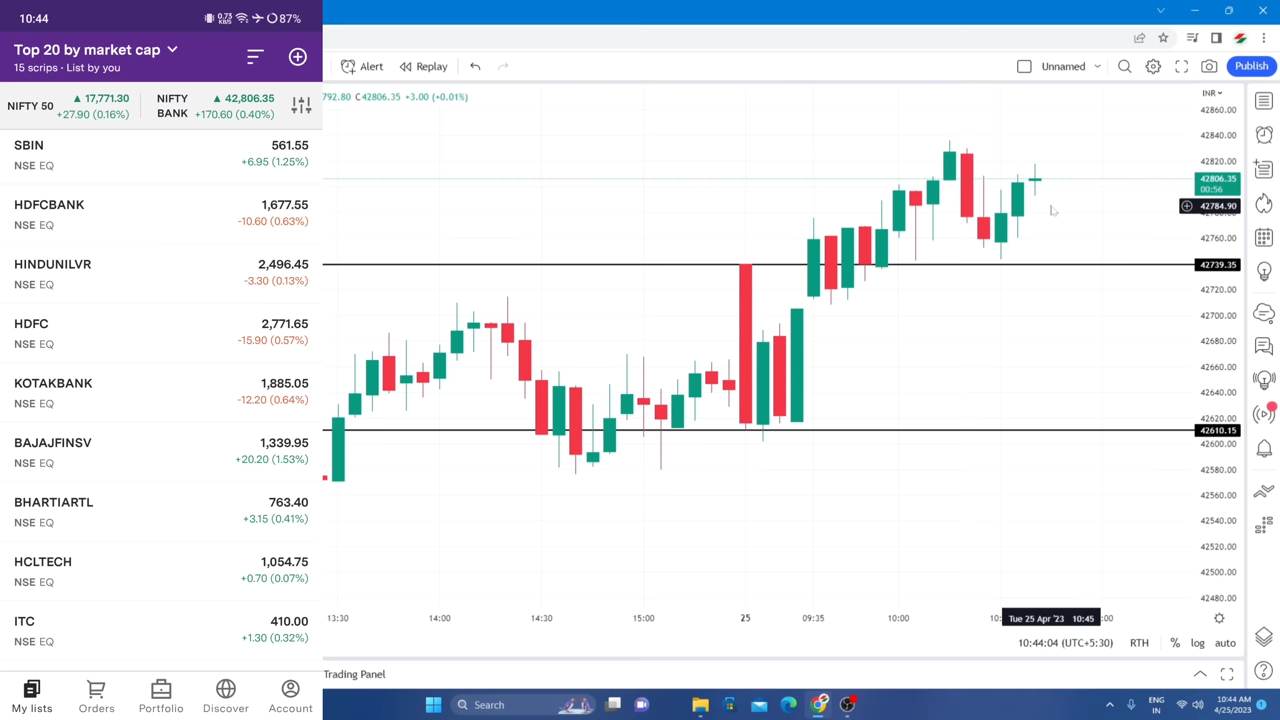 10:44
0.73 KB/S
87%
Top 20 by market cap
15 scrips • List by you
NIFTY 50
▲ 17,771.30
+27.90 (0.16%)
NIFTY BANK
▲ 42,806.35
+170.60 (0.40%)
SBIN
561.55
NSE EQ
+6.95 (1.25%)
HDFCBANK
1,677.55
NSE EQ
-10.60 (0.63%)
HINDUNILVR
2,496.45
NSE EQ
-3.30 (0.13%)
HDFC
2,771.65
NSE EQ
-15.90 (0.57%)
KOTAKBANK
1,885.05
NSE EQ
-12.20 (0.64%)
BAJAJFINSV
1,339.95
NSE EQ
+20.20 (1.53%)
BHARTIARTL
763.40
NSE EQ
+3.15 (0.41%)
HCLTECH
1,054.75
NSE EQ
+0.70 (0.07%)
ITC
410.00
NSE EQ
+1.30 (0.32%)
My lists
Orders
Portfolio
Discover
Account
Alert
Replay
Unnamed
Publish
792.80 C42806.35 +3.00 (+0.01%)
INR
42860.00
42840.00
42820.00
42806.35
00:56
42784.90
42760.00
42739.35
42720.00
42700.00
42680.00
42660.00
42640.00
42620.00
42610.15
42600.00
42580.00
42560.00
42540.00
42520.00
42500.00
42480.00
13:30
14:00
14:30
15:00
25
09:35
10:00
10:
Tue 25 Apr '23 10:45
:00
10:44:04 (UTC+5:30)
RTH
%
log
auto
Trading Panel
Search
ENG
IN
10:44 AM
4/25/2023